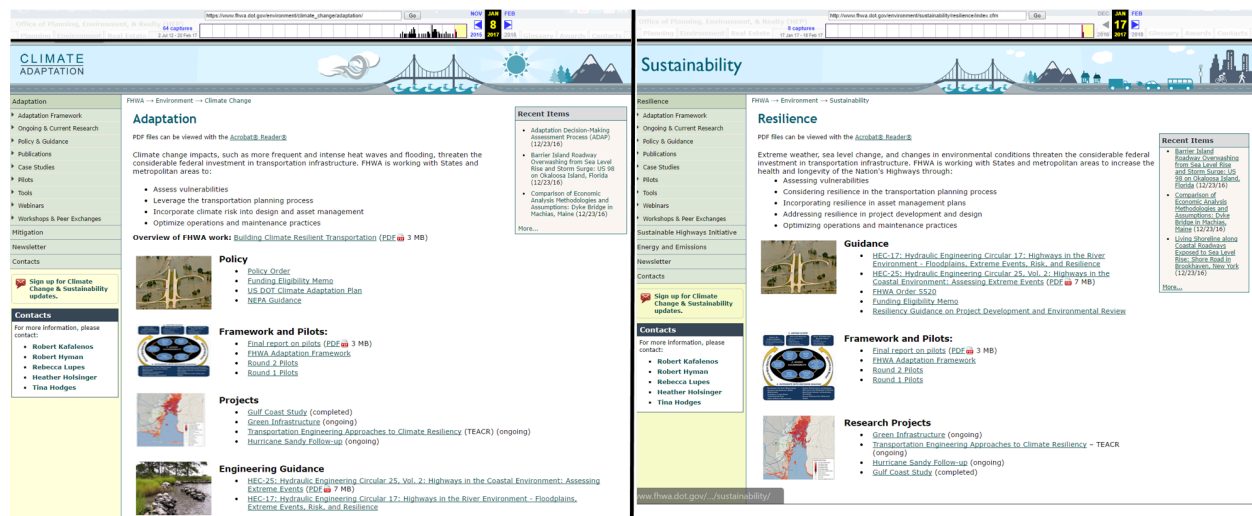 https://www.fhwa.dot.gov/environment/climate_change/adaptation/
Go
NOV JAN FEB
64 captures
2 Jan 12 - 20 Feb 17
8
2016 2017 2018
CLIMATE
ADAPTATION
Adaptation
Adaptation Framework
Ongoing & Current Research
Policy & Guidance
Publications
Case Studies
Pilots
Tools
Webinars
Workshops & Peer Exchanges
Mitigation
Newsletter
Contacts
Sign up for Climate
Change & Sustainability
updates.
Contacts
For more information, please
contact:
Robert Kafalenos
Robert Hyman
Rebecca Lupes
Heather Holsinger
Tina Hodges
FHWA → Environment → Climate Change
Adaptation
PDF files can be viewed with the Acrobat® Reader®
Climate change impacts, such as more frequent and intense heat waves and flooding, threaten the
considerable federal investment in transportation infrastructure. FHWA is working with States and
metropolitan areas to:
• Assess vulnerabilities
• Leverage the transportation planning process
• Incorporate climate risk into design and asset management
• Optimize operations and maintenance practices
Overview of FHWA work: Building Climate Resilient Transportation (PDF 3 MB)
Policy
• Policy Order
• Funding Eligibility Memo
• US DOT Climate Adaptation Plan
• NEPA Guidance
Framework and Pilots:
• Final report on pilots (PDF 3 MB)
• FHWA Adaptation Framework
• Round 2 Pilots
• Round 1 Pilots
Projects
• Gulf Coast Study (completed)
• Green Infrastructure (ongoing)
• Transportation Engineering Approaches to Climate Resiliency (TEACR) (ongoing)
• Hurricane Sandy Follow-up (ongoing)
Engineering Guidance
• HEC-25: Hydraulic Engineering Circular 25, Vol. 2: Highways in the Coastal Environment: Assessing
Extreme Events (PDF 7 MB)
• HEC-17: Hydraulic Engineering Circular 17: Highways in the River Environment - Floodplains,
Extreme Events, Risk, and Resilience
Recent Items
• Adaptation Decision-Making
Assessment Process (ADAP)
(12/23/16)
• Barrier Island
Roadway Overwashing
from Sea Level
Rise and Storm Surge: US 98
on Okaloosa Island, Florida
(12/23/16)
• Comparison of Economic
Analysis Methodologies and
Assumptions: Dyke Bridge in
Machias, Maine (12/23/16)
More...
http://www.fhwa.dot.gov/environment/sustainability/resilience/index.cfm
Go
DEC JAN FEB
8 captures
17 Jan 17 - 18 Feb 17
17
2016 2017 2018
Sustainability
Resilience
Adaptation Framework
Ongoing & Current Research
Policy & Guidance
Publications
Case Studies
Pilots
Tools
Webinars
Workshops & Peer Exchanges
Sustainable Highways Initiative
Energy and Emissions
Newsletter
Contacts
Sign up for Climate
Change & Sustainability
updates.
Contacts
For more information, please
contact:
Robert Kafalenos
Robert Hyman
Rebecca Lupes
Heather Holsinger
Tina Hodges
FHWA → Environment → Sustainability
Resilience
PDF files can be viewed with the Acrobat® Reader®
Extreme weather, sea level change, and changes in environmental conditions threaten the considerable federal
investment in transportation infrastructure. FHWA is working with States and metropolitan areas to increase the
health and longevity of the Nation's Highways through:
• Assessing vulnerabilities
• Considering resilience in the transportation planning process
• Incorporating resilience in asset management plans
• Addressing resilience in project development and design
• Optimizing operations and maintenance practices
Guidance
• HEC-17: Hydraulic Engineering Circular 17: Highways in the River
Environment - Floodplains, Extreme Events, Risk, and Resilience
• HEC-25: Hydraulic Engineering Circular 25, Vol. 2: Highways in the
Coastal Environment: Assessing Extreme Events (PDF 7 MB)
• FHWA Order 5520
• Funding Eligibility Memo
• Resiliency Guidance on Project Development and Environmental Review
Framework and Pilots:
• Final report on pilots (PDF 3 MB)
• FHWA Adaptation Framework
• Round 2 Pilots
• Round 1 Pilots
Research Projects
• Green Infrastructure (ongoing)
• Transportation Engineering Approaches to Climate Resiliency – TEACR
(ongoing)
• Hurricane Sandy Follow-up (ongoing)
• Gulf Coast Study (completed)
Recent Items
• Barrier Island
Roadway Overwashing
from Sea Level Rise
and Storm Surge: US
98 on Okaloosa Island,
Florida (12/23/16)
• Comparison of
Economic Analysis
Methodologies and
Assumptions: Dyke
Bridge in Machias,
Maine (12/23/16)
• Living Shoreline along
Coastal Roadways
Exposed to Sea Level
Rise: Shore Road in
Brookhaven, New York
(12/23/16)
More...
www.fhwa.dot.gov/.../sustainability/